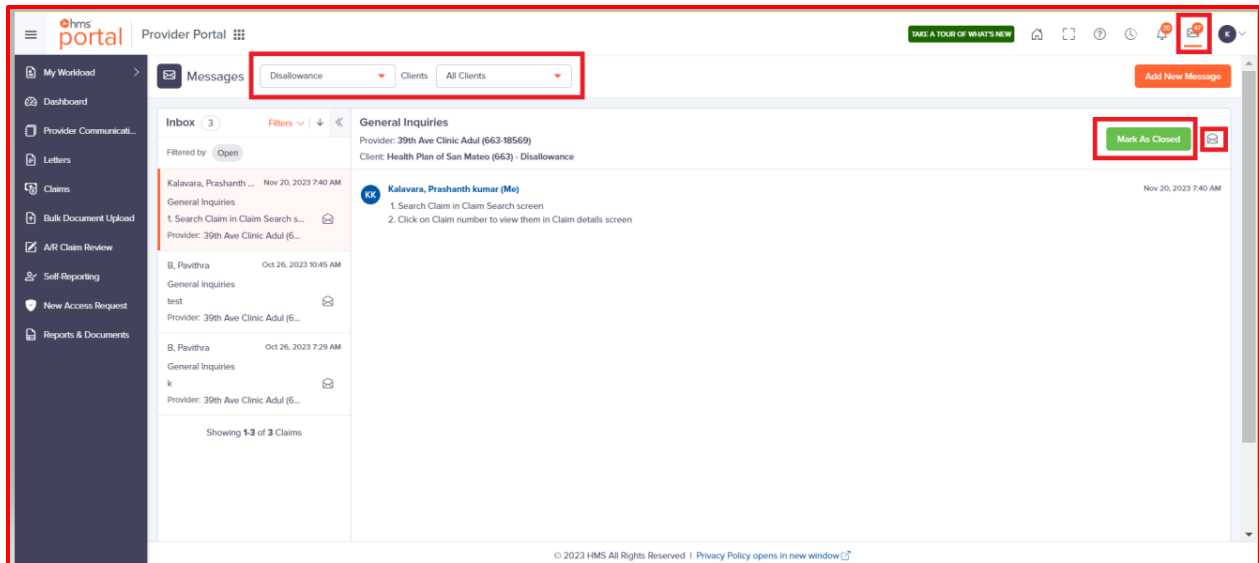 hms
portal
Provider Portal
TAKE A TOUR OF WHAT'S NEW
20
47
K
My Workload
Dashboard
Provider Communicati...
Letters
Claims
Bulk Document Upload
A/R Claim Review
Self-Reporting
New Access Request
Reports & Documents
Messages
Disallowance
Clients
All Clients
Add New Message
Inbox 3
Filters
Filtered by Open
Kalavara, Prashanth ... Nov 20, 2023 7:40 AM
General Inquiries
1. Search Claim in Claim Search s...
Provider: 39th Ave Clinic Adul (6...
B, Pavithra Oct 26, 2023 10:45 AM
General Inquiries
test
Provider: 39th Ave Clinic Adul (6...
B, Pavithra Oct 26, 2023 7:29 AM
General Inquiries
k
Provider: 39th Ave Clinic Adul (6...
Showing 1-3 of 3 Claims
General Inquiries
Provider: 39th Ave Clinic Adul (663-18569)
Client: Health Plan of San Mateo (663) - Disallowance
Mark As Closed
KK
Kalavara, Prashanth kumar (Me)
Nov 20, 2023 7:40 AM
1. Search Claim in Claim Search screen
2. Click on Claim number to view them in Claim details screen
© 2023 HMS All Rights Reserved | Privacy Policy opens in new window